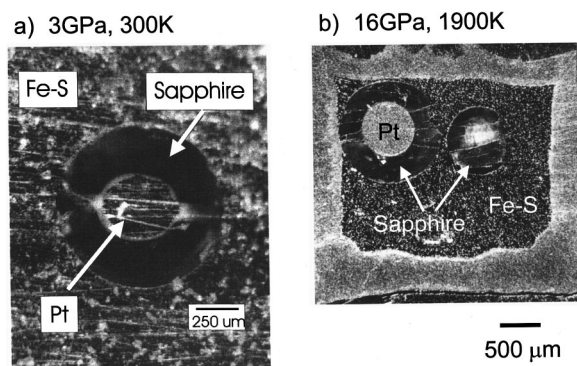 a) 3GPa, 300K
Fe-S
Sapphire
Pt
250 um
b) 16GPa, 1900K
Pt
Sapphire
Fe-S
500 µm